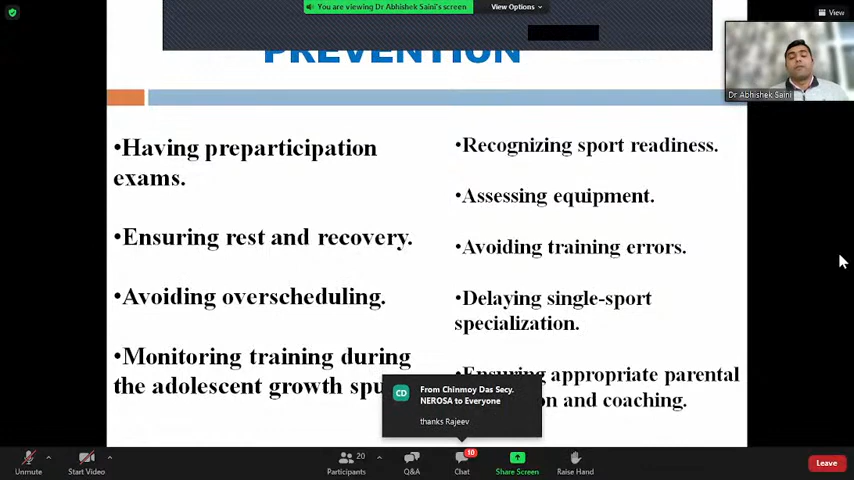 You are viewing Dr Abhishek Saini's screen
View Options
View
PREVENTION
Dr Abhishek Saini
•Having preparticipation
exams.
•Ensuring rest and recovery.
•Avoiding overscheduling.
•Monitoring training during
the adolescent growth
•Recognizing sport readiness.
•Assessing equipment.
•Avoiding training errors.
•Delaying single-sport
specialization.
•Ensuring appropriate parental
and coaching.
CD
From Chinmoy Das Secy.
NEROSA to Everyone
thanks Rajeev
Unmute
Start Video
20
Participants
Q&A
10
Chat
Share Screen
Raise Hand
Leave